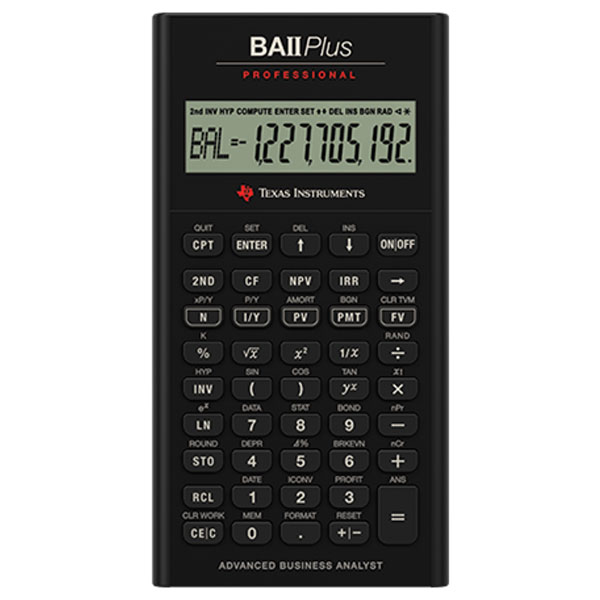 BAII Plus
PROFESSIONAL
2nd INV HYP COMPUTE ENTER SET ↑↓ DEL INS BGN RAD ◁ *
BAL=-1,227,705,192.
TEXAS INSTRUMENTS
QUIT SET DEL INS
CPT ENTER ↑ ↓ ON|OFF
2ND CF NPV IRR →
xP/Y P/Y AMORT BGN CLR TVM
N I/Y PV PMT FV
K RAND
% √x x² 1/x ÷
HYP SIN COS TAN x!
INV ( ) yˣ ×
eˣ DATA STAT BOND nPr
LN 7 8 9 −
ROUND DEPR Δ% BRKEVN nCr
STO 4 5 6 +
DATE ICONV PROFIT ANS
RCL 1 2 3 =
CLR WORK MEM FORMAT RESET
CE|C 0 . +|−
ADVANCED BUSINESS ANALYST